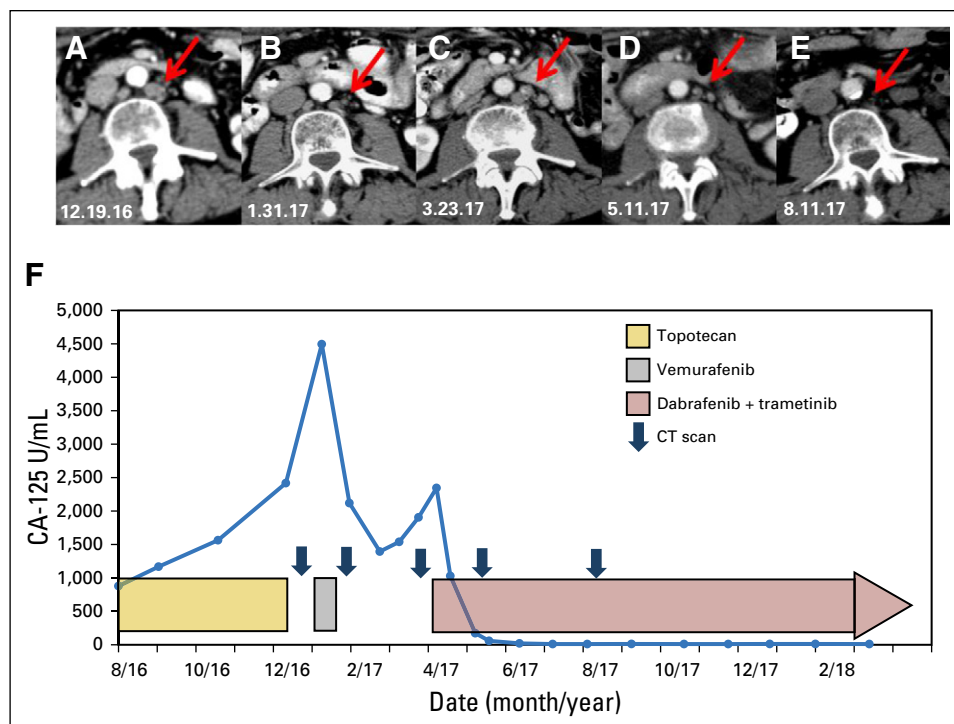 A B C D E
12.19.16 1.31.17 3.23.17 5.11.17 8.11.17
F
5,000
4,500
4,000
3,500
3,000
2,500
2,000
1,500
1,000
500
0
CA-125 U/mL
Topotecan
Vemurafenib
Dabrafenib + trametinib
CT scan
8/16 10/16 12/16 2/17 4/17 6/17 8/17 10/17 12/17 2/18
Date (month/year)